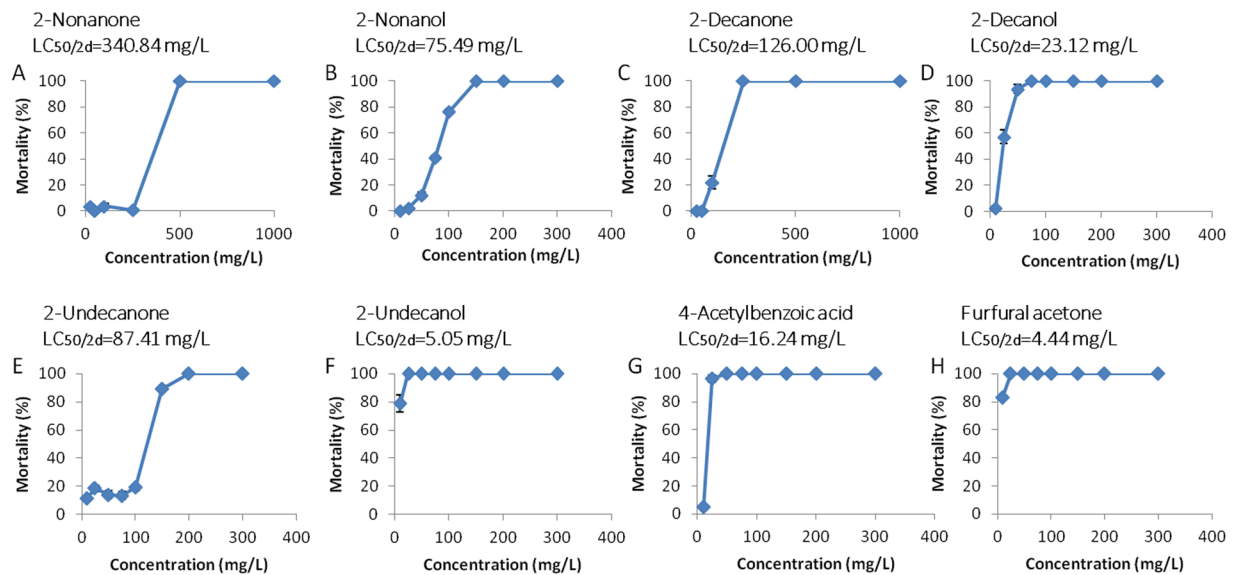 2-Nonanone
LC50/2d=340.84 mg/L
A
Mortality (%)
100
80
60
40
20
0
0 500 1000
Concentration (mg/L)
2-Nonanol
LC50/2d=75.49 mg/L
B
Mortality (%)
100
80
60
40
20
0
0 100 200 300 400
Concentration (mg/L)
2-Decanone
LC50/2d=126.00 mg/L
C
Mortality (%)
100
80
60
40
20
0
0 500 1000
Concentration (mg/L)
2-Decanol
LC50/2d=23.12 mg/L
D
Mortality (%)
100
80
60
40
20
0
0 100 200 300 400
Concentration (mg/L)
2-Undecanone
LC50/2d=87.41 mg/L
E
Mortality (%)
100
80
60
40
20
0
0 100 200 300 400
Concentration (mg/L)
2-Undecanol
LC50/2d=5.05 mg/L
F
Mortality (%)
100
80
60
40
20
0
0 100 200 300 400
Concentration (mg/L)
4-Acetylbenzoic acid
LC50/2d=16.24 mg/L
G
Mortality (%)
100
80
60
40
20
0
0 100 200 300 400
Concentration (mg/L)
Furfural acetone
LC50/2d=4.44 mg/L
H
Mortality (%)
100
80
60
40
20
0
0 100 200 300 400
Concentration (mg/L)